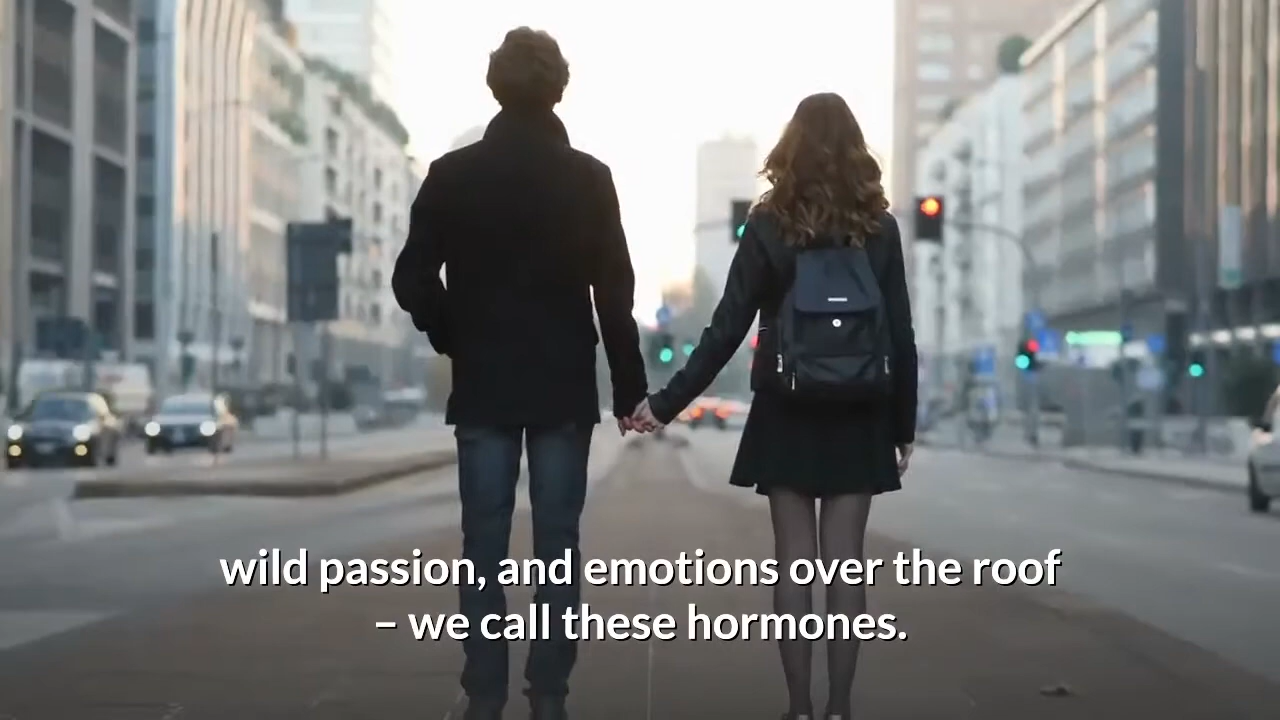 wild passion, and emotions over the roof
– we call these hormones.